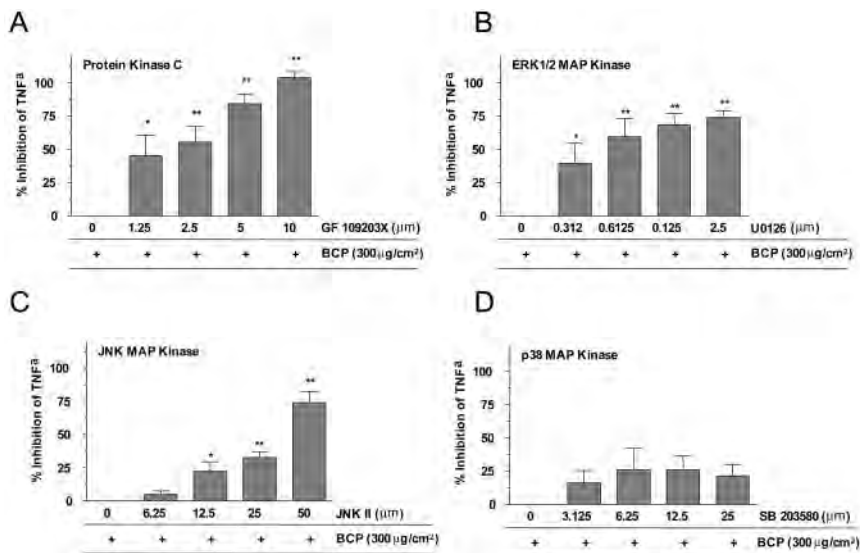 A
Protein Kinase C
% Inhibition of TNFª
100
75
50
25
0
* ** ** **
0 1.25 2.5 5 10 GF 109203X (μm)
+ + + + + BCP (300μg/cm²)
B
ERK1/2 MAP Kinase
% Inhibition of TNFª
100
75
50
25
0
* ** ** **
0 0.312 0.6125 0.125 2.5 U0126 (μm)
+ + + + + BCP (300μg/cm²)
C
JNK MAP Kinase
% Inhibition of TNFª
100
75
50
25
0
* ** **
0 6.25 12.5 25 50 JNK II (μm)
+ + + + + BCP (300μg/cm²)
D
p38 MAP Kinase
% Inhibition of TNFª
100
75
50
25
0
0 3.125 6.25 12.5 25 SB 203580 (μm)
+ + + + + BCP (300μg/cm²)